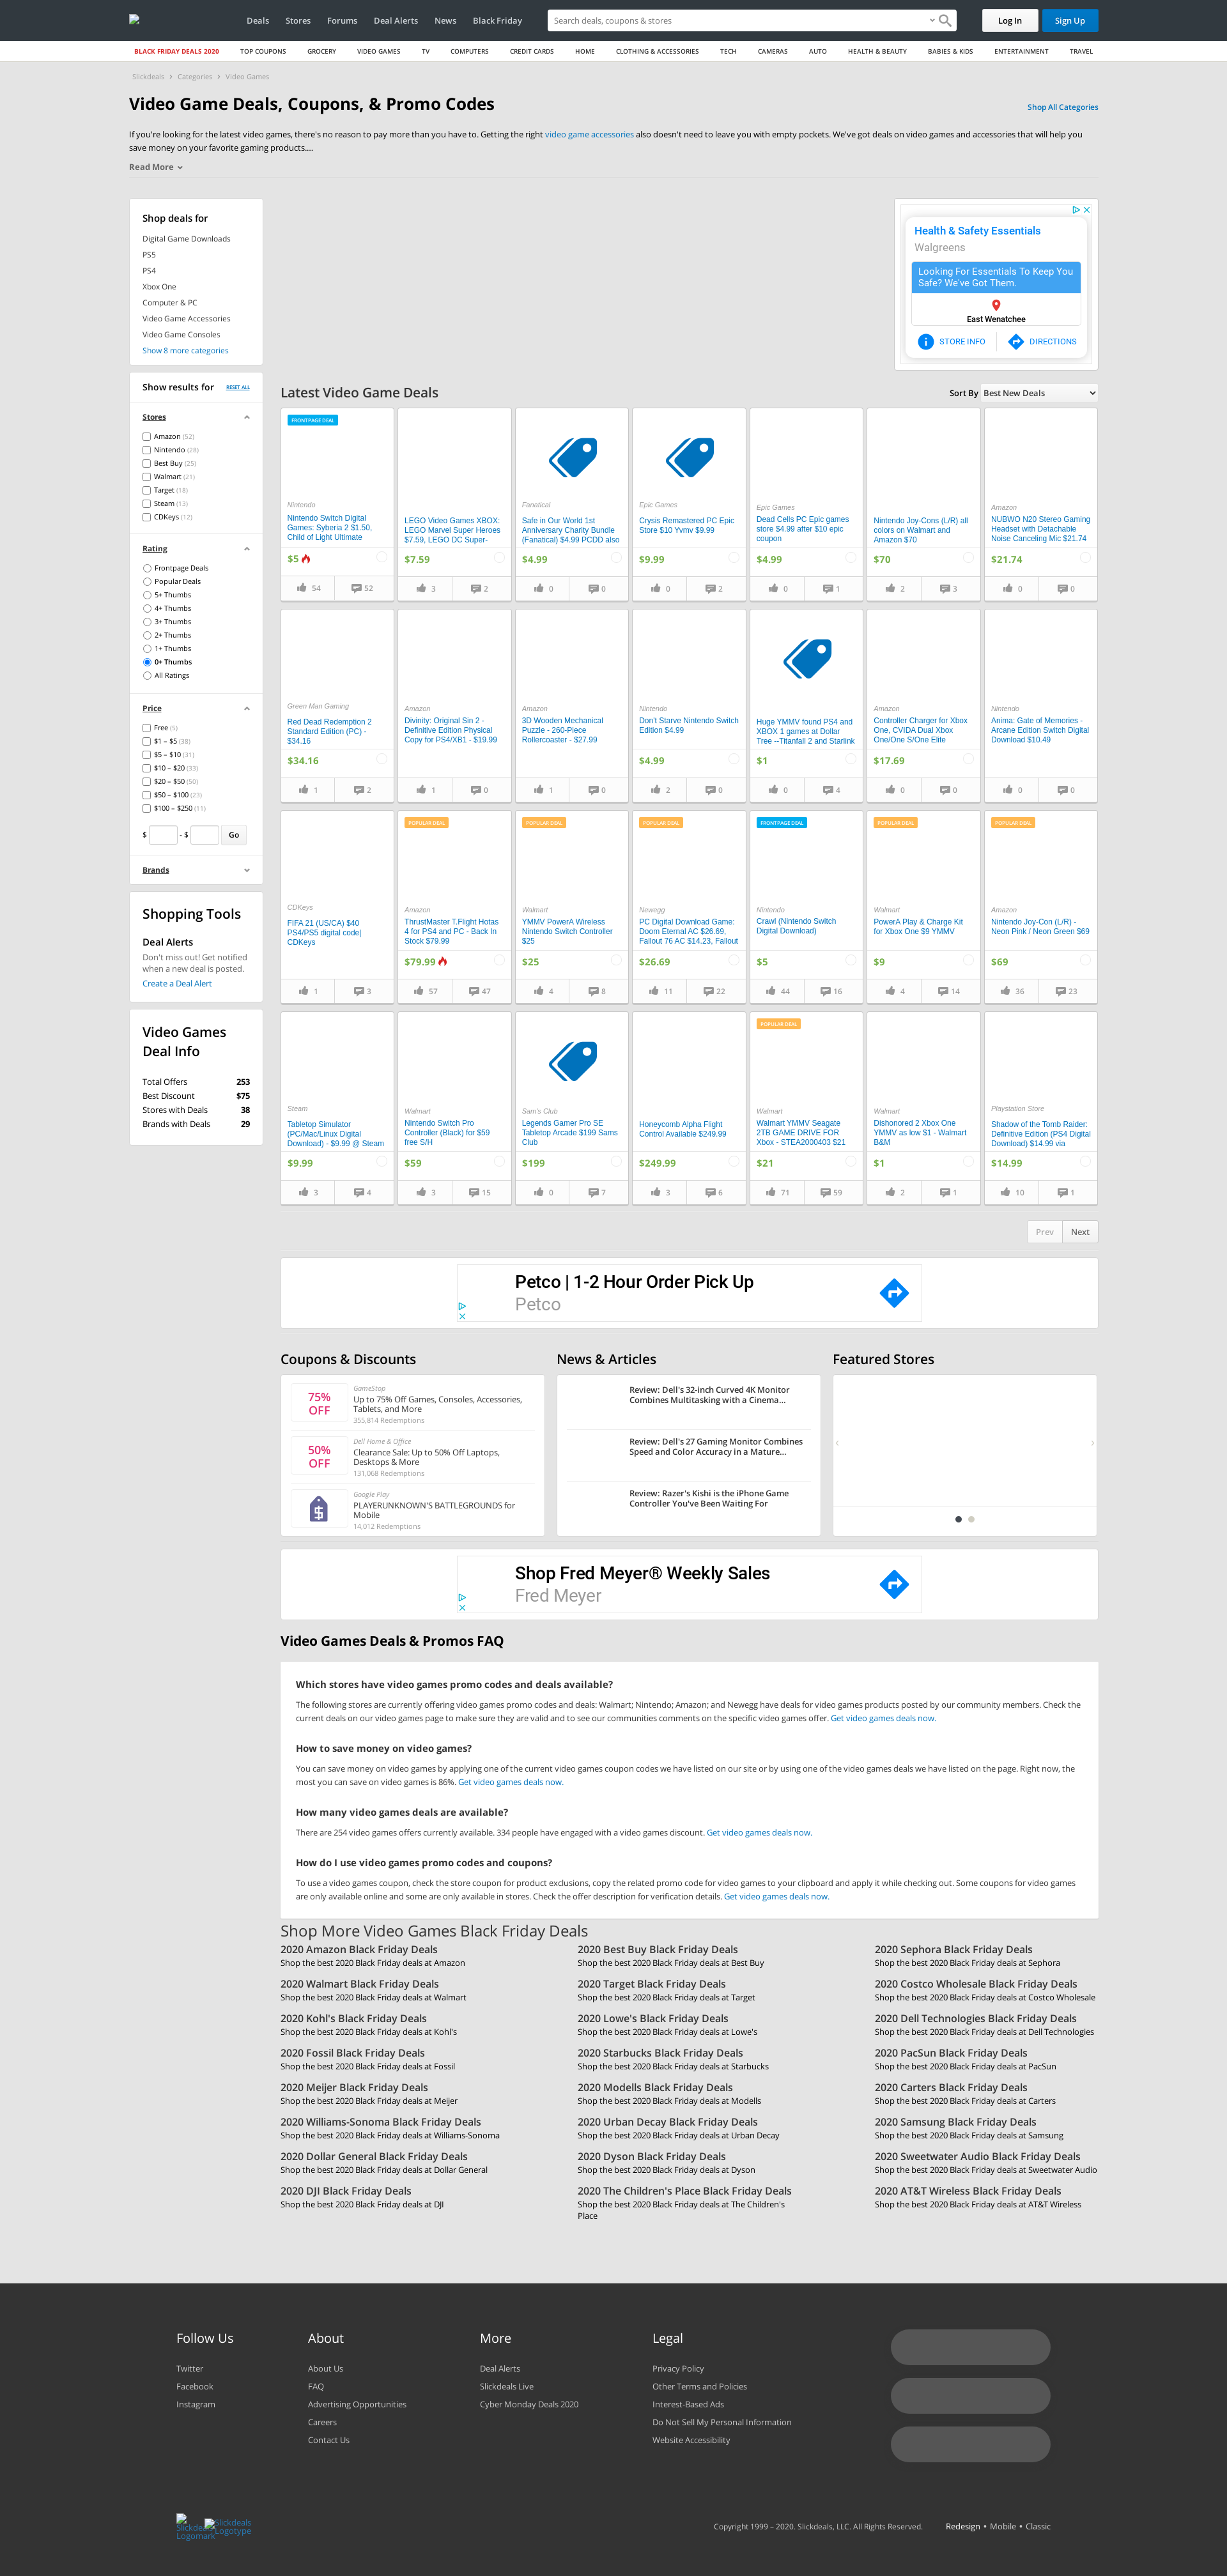 Deals Stores Forums Deal Alerts News Black Friday Search deals, coupons & stores Log In Sign Up
BLACK FRIDAY DEALS 2020 TOP COUPONS GROCERY VIDEO GAMES TV COMPUTERS CREDIT CARDS HOME CLOTHING & ACCESSORIES TECH CAMERAS AUTO HEALTH & BEAUTY BABIES & KIDS ENTERTAINMENT TRAVEL
Slickdeals › Categories › Video Games
Video Game Deals, Coupons, & Promo Codes
Shop All Categories
If you're looking for the latest video games, there's no reason to pay more than you have to. Getting the right video game accessories also doesn't need to leave you with empty pockets. We've got deals on video games and accessories that will help you
save money on your favorite gaming products....
Read More
Shop deals for
Digital Game Downloads
PS5
PS4
Xbox One
Computer & PC
Video Game Accessories
Video Game Consoles
Show 8 more categories
Show results for RESET ALL
Stores
Amazon (52)
Nintendo (28)
Best Buy (25)
Walmart (21)
Target (18)
Steam (13)
CDKeys (12)
Rating
Frontpage Deals
Popular Deals
5+ Thumbs
4+ Thumbs
3+ Thumbs
2+ Thumbs
1+ Thumbs
0+ Thumbs
All Ratings
Price
Free (5)
$1 – $5 (38)
$5 – $10 (31)
$10 – $20 (33)
$20 – $50 (50)
$50 – $100 (23)
$100 – $250 (11)
$ - $ Go
Brands
Shopping Tools
Deal Alerts
Don't miss out! Get notified
when a new deal is posted.
Create a Deal Alert
Video Games
Deal Info
Total Offers 253
Best Discount $75
Stores with Deals 38
Brands with Deals 29
Health & Safety Essentials
Walgreens
Looking For Essentials To Keep You
Safe? We've Got Them.
East Wenatchee
STORE INFO DIRECTIONS
Latest Video Game Deals
Sort By Best New Deals
FRONTPAGE DEAL
Nintendo
Nintendo Switch Digital
Games: Syberia 2 $1.50,
Child of Light Ultimate
$5
54 52
LEGO Video Games XBOX:
LEGO Marvel Super Heroes
$7.59, LEGO DC Super-
$7.59
3 2
Fanatical
Safe in Our World 1st
Anniversary Charity Bundle
(Fanatical) $4.99 PCDD also
$4.99
0 0
Epic Games
Crysis Remastered PC Epic
Store $10 Yvmv $9.99
$9.99
0 2
Epic Games
Dead Cells PC Epic games
store $4.99 after $10 epic
coupon
$4.99
0 1
Nintendo Joy-Cons (L/R) all
colors on Walmart and
Amazon $70
$70
2 3
Amazon
NUBWO N20 Stereo Gaming
Headset with Detachable
Noise Canceling Mic $21.74
$21.74
0 0
Green Man Gaming
Red Dead Redemption 2
Standard Edition (PC) -
$34.16
$34.16
1 2
Amazon
Divinity: Original Sin 2 -
Definitive Edition Physical
Copy for PS4/XB1 - $19.99
1 0
Amazon
3D Wooden Mechanical
Puzzle - 260-Piece
Rollercoaster - $27.99
1 0
Nintendo
Don't Starve Nintendo Switch
Edition $4.99
$4.99
2 0
Huge YMMV found PS4 and
XBOX 1 games at Dollar
Tree --Titanfall 2 and Starlink
$1
0 4
Amazon
Controller Charger for Xbox
One, CVIDA Dual Xbox
One/One S/One Elite
$17.69
0 0
Nintendo
Anima: Gate of Memories -
Arcane Edition Switch Digital
Download $10.49
0 0
CDKeys
FIFA 21 (US/CA) $40
PS4/PS5 digital code|
CDKeys
1 3
POPULAR DEAL
Amazon
ThrustMaster T.Flight Hotas
4 for PS4 and PC - Back In
Stock $79.99
$79.99
57 47
POPULAR DEAL
Walmart
YMMV PowerA Wireless
Nintendo Switch Controller
$25
$25
4 8
POPULAR DEAL
Newegg
PC Digital Download Game:
Doom Eternal AC $26.69,
Fallout 76 AC $14.23, Fallout
$26.69
11 22
FRONTPAGE DEAL
Nintendo
Crawl (Nintendo Switch
Digital Download)
$5
44 16
POPULAR DEAL
Walmart
PowerA Play & Charge Kit
for Xbox One $9 YMMV
$9
4 14
POPULAR DEAL
Amazon
Nintendo Joy-Con (L/R) -
Neon Pink / Neon Green $69
$69
36 23
Steam
Tabletop Simulator
(PC/Mac/Linux Digital
Download) - $9.99 @ Steam
$9.99
3 4
Walmart
Nintendo Switch Pro
Controller (Black) for $59
free S/H
$59
3 15
Sam's Club
Legends Gamer Pro SE
Tabletop Arcade $199 Sams
Club
$199
0 7
Honeycomb Alpha Flight
Control Available $249.99
$249.99
3 6
POPULAR DEAL
Walmart
Walmart YMMV Seagate
2TB GAME DRIVE FOR
Xbox - STEA2000403 $21
$21
71 59
Walmart
Dishonored 2 Xbox One
YMMV as low $1 - Walmart
B&M
$1
2 1
Playstation Store
Shadow of the Tomb Raider:
Definitive Edition (PS4 Digital
Download) $14.99 via
$14.99
10 1
Prev Next
Petco | 1-2 Hour Order Pick Up
Petco
Coupons & Discounts
75%
OFF
GameStop
Up to 75% Off Games, Consoles, Accessories,
Tablets, and More
355,814 Redemptions
50%
OFF
Dell Home & Office
Clearance Sale: Up to 50% Off Laptops,
Desktops & More
131,068 Redemptions
Google Play
PLAYERUNKNOWN'S BATTLEGROUNDS for
Mobile
14,012 Redemptions
News & Articles
Review: Dell's 32-inch Curved 4K Monitor
Combines Multitasking with a Cinema...
Review: Dell's 27 Gaming Monitor Combines
Speed and Color Accuracy in a Mature...
Review: Razer's Kishi is the iPhone Game
Controller You've Been Waiting For
Featured Stores
Shop Fred Meyer® Weekly Sales
Fred Meyer
Video Games Deals & Promos FAQ
Which stores have video games promo codes and deals available?
The following stores are currently offering video games promo codes and deals: Walmart; Nintendo; Amazon; and Newegg have deals for video games products posted by our community members. Check the
current deals on our video games page to make sure they are valid and to see our communities comments on the specific video games offer. Get video games deals now.
How to save money on video games?
You can save money on video games by applying one of the current video games coupon codes we have listed on our site or by using one of the video games deals we have listed on the page. Right now, the
most you can save on video games is 86%. Get video games deals now.
How many video games deals are available?
There are 254 video games offers currently available. 334 people have engaged with a video games discount. Get video games deals now.
How do I use video games promo codes and coupons?
To use a video games coupon, check the store coupon for product exclusions, copy the related promo code for video games to your clipboard and apply it while checking out. Some coupons for video games
are only available online and some are only available in stores. Check the offer description for verification details. Get video games deals now.
Shop More Video Games Black Friday Deals
2020 Amazon Black Friday Deals
Shop the best 2020 Black Friday deals at Amazon
2020 Best Buy Black Friday Deals
Shop the best 2020 Black Friday deals at Best Buy
2020 Sephora Black Friday Deals
Shop the best 2020 Black Friday deals at Sephora
2020 Walmart Black Friday Deals
Shop the best 2020 Black Friday deals at Walmart
2020 Target Black Friday Deals
Shop the best 2020 Black Friday deals at Target
2020 Costco Wholesale Black Friday Deals
Shop the best 2020 Black Friday deals at Costco Wholesale
2020 Kohl's Black Friday Deals
Shop the best 2020 Black Friday deals at Kohl's
2020 Lowe's Black Friday Deals
Shop the best 2020 Black Friday deals at Lowe's
2020 Dell Technologies Black Friday Deals
Shop the best 2020 Black Friday deals at Dell Technologies
2020 Fossil Black Friday Deals
Shop the best 2020 Black Friday deals at Fossil
2020 Starbucks Black Friday Deals
Shop the best 2020 Black Friday deals at Starbucks
2020 PacSun Black Friday Deals
Shop the best 2020 Black Friday deals at PacSun
2020 Meijer Black Friday Deals
Shop the best 2020 Black Friday deals at Meijer
2020 Modells Black Friday Deals
Shop the best 2020 Black Friday deals at Modells
2020 Carters Black Friday Deals
Shop the best 2020 Black Friday deals at Carters
2020 Williams-Sonoma Black Friday Deals
Shop the best 2020 Black Friday deals at Williams-Sonoma
2020 Urban Decay Black Friday Deals
Shop the best 2020 Black Friday deals at Urban Decay
2020 Samsung Black Friday Deals
Shop the best 2020 Black Friday deals at Samsung
2020 Dollar General Black Friday Deals
Shop the best 2020 Black Friday deals at Dollar General
2020 Dyson Black Friday Deals
Shop the best 2020 Black Friday deals at Dyson
2020 Sweetwater Audio Black Friday Deals
Shop the best 2020 Black Friday deals at Sweetwater Audio
2020 DJI Black Friday Deals
Shop the best 2020 Black Friday deals at DJI
2020 The Children's Place Black Friday Deals
Shop the best 2020 Black Friday deals at The Children's
Place
2020 AT&T Wireless Black Friday Deals
Shop the best 2020 Black Friday deals at AT&T Wireless
Follow Us
Twitter
Facebook
Instagram
About
About Us
FAQ
Advertising Opportunities
Careers
Contact Us
More
Deal Alerts
Slickdeals Live
Cyber Monday Deals 2020
Legal
Privacy Policy
Other Terms and Policies
Interest-Based Ads
Do Not Sell My Personal Information
Website Accessibility
Slickdeals
Logomark
Slickdeals
Logotype
Copyright 1999 – 2020. Slickdeals, LLC. All Rights Reserved. Redesign • Mobile • Classic